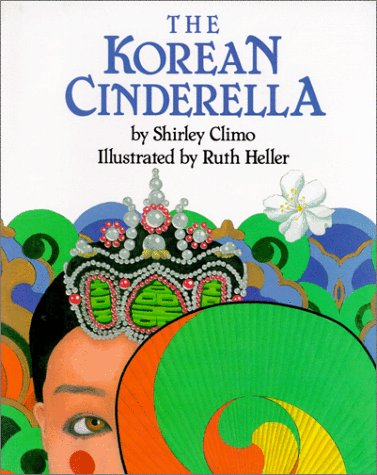 THE
KOREAN
CINDERELLA
by Shirley Climo
Illustrated by Ruth Heller